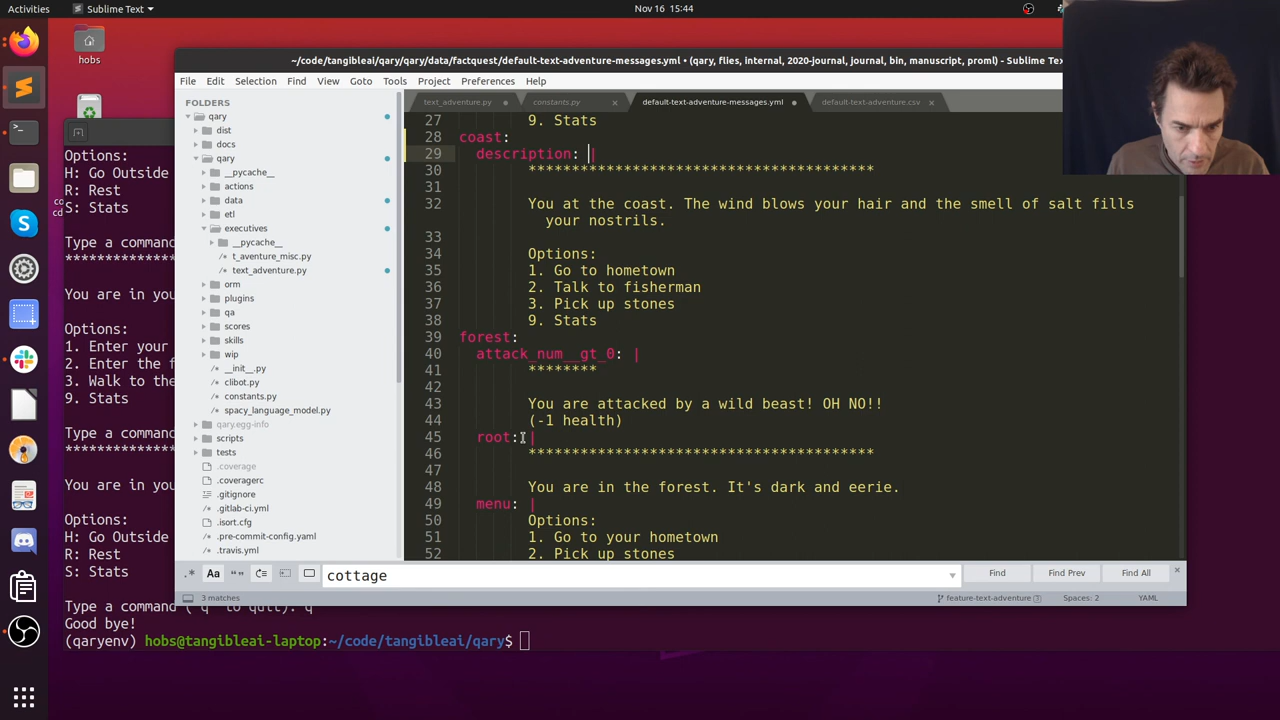 Activities
Sublime Text
Nov 16 15:44
hobs
~/code/tangibleai/qary/qary/data/factquest/default-text-adventure-messages.yml • (qary, flies, internal, 2020-journal, journal, bin, manuscript, proml) - Sublime Tex
File Edit Selection Find View Goto Tools Project Preferences Help
FOLDERS
qary
dist
docs
qary
__pycache__
actions
data
etl
executives
__pycache__
t_aventure_misc.py
text_adventure.py
orm
plugins
qa
scores
skills
wip
__init__.py
clibot.py
constants.py
spacy_language_model.py
qary.egg-info
scripts
tests
.coverage
.coveragerc
.gitignore
.gitlab-ci.yml
.isort.cfg
.pre-commit-config.yaml
.travis.yml
text_adventure.py
constants.py
default-text-adventure-messages.yml
default-text-adventure.csv
27 9. Stats
28 coast:
29 description: |
30 *****************************************
31
32 You at the coast. The wind blows your hair and the smell of salt fills
your nostrils.
33
34 Options:
35 1. Go to hometown
36 2. Talk to fisherman
37 3. Pick up stones
38 9. Stats
39 forest:
40 attack_num__gt_0: |
41 ********
42
43 You are attacked by a wild beast! OH NO!!
44 (-1 health)
45 root: |
46 *****************************************
47
48 You are in the forest. It's dark and eerie.
49 menu: |
50 Options:
51 1. Go to your hometown
52 2. Pick up stones
cottage
Find
Find Prev
Find All
3 matches
feature-text-adventure
Spaces: 2
YAML
Options:
H: Go Outside
R: Rest
S: Stats
Type a comman
You are in you
Options:
1. Enter your
2. Enter the f
3. Walk to the
9. Stats
Type a comman
You are in you
Options:
H: Go Outside
R: Rest
S: Stats
Type a command ( q to quit): q
Good bye!
(qaryenv) hobs@tangibleai-laptop:~/code/tangibleai/qary$